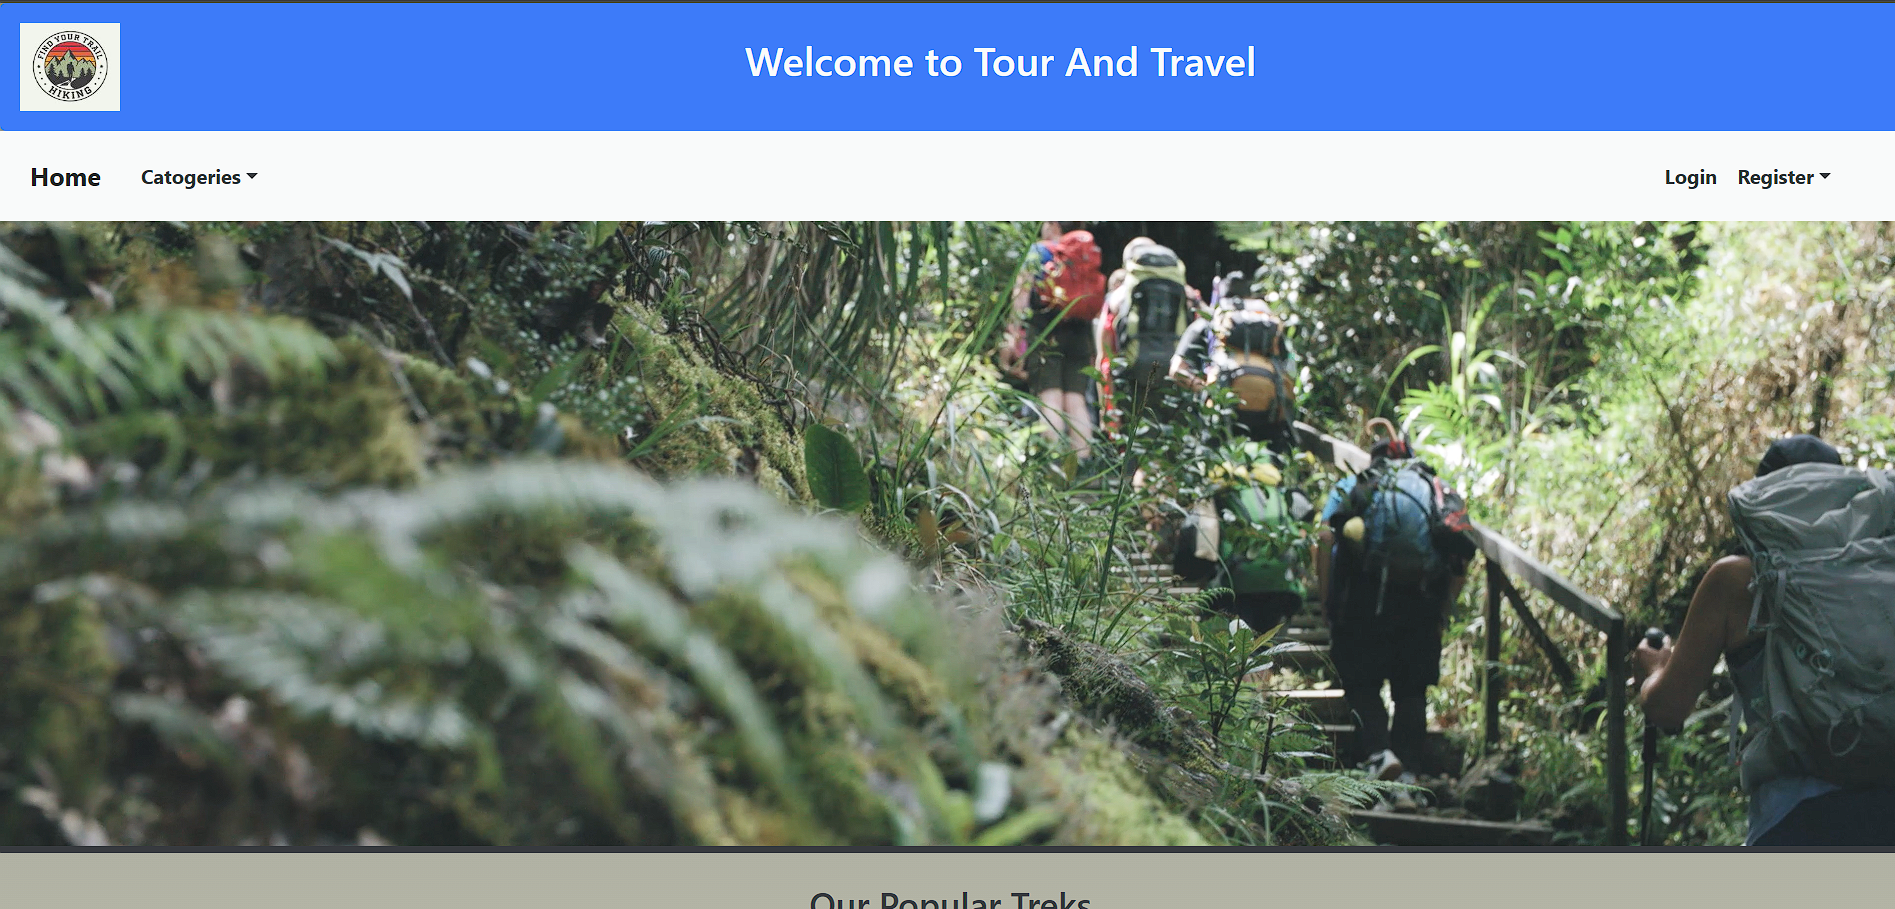 FIND YOUR TRAIL
HIKING
Welcome to Tour And Travel
Home
Catogeries
Login
Register
Our Popular Treks